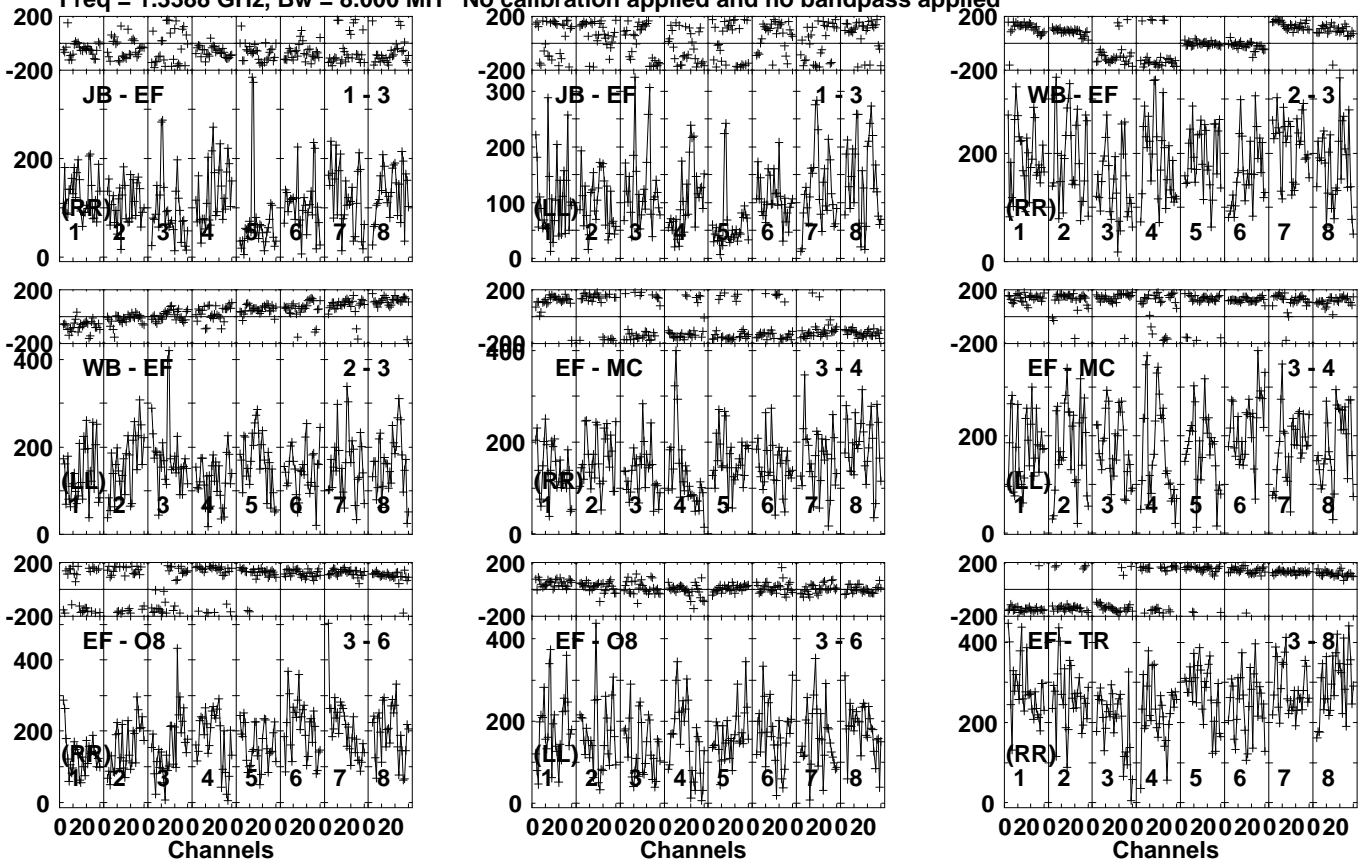 Freq = 1.5588 GHz, Bw = 8.000 MH No calibration applied and no bandpass applied
200 200 200
-200 -200 -200
JB - EF 1 - 3 JB - EF 1 - 3 WB - EF 2 - 3
300
200 200 200
100
(RR) (LL) (RR)
1 2 3 4 5 6 7 8 1 2 3 4 5 6 7 8 1 2 3 4 5 6 7 8
0 0 0
200 200 200
-200 -200 -200
400 400
WB - EF 2 - 3 EF - MC 3 - 4 EF - MC 3 - 4
200 200 200
(LL) (RR) (LL)
1 2 3 4 5 6 7 8 1 2 3 4 5 6 7 8 1 2 3 4 5 6 7 8
0 0 0
200 200 200
-200 -200 -200
EF - O8 3 - 6 EF - O8 3 - 6 EF - TR 3 - 8
400 400 400
200 200 200
(RR) (LL) (RR)
1 2 3 4 5 6 7 8 1 2 3 4 5 6 7 8 1 2 3 4 5 6 7 8
0 0 0
020020020020020020020020 020020020020020020020020 020020020020020020020020
Channels Channels Channels